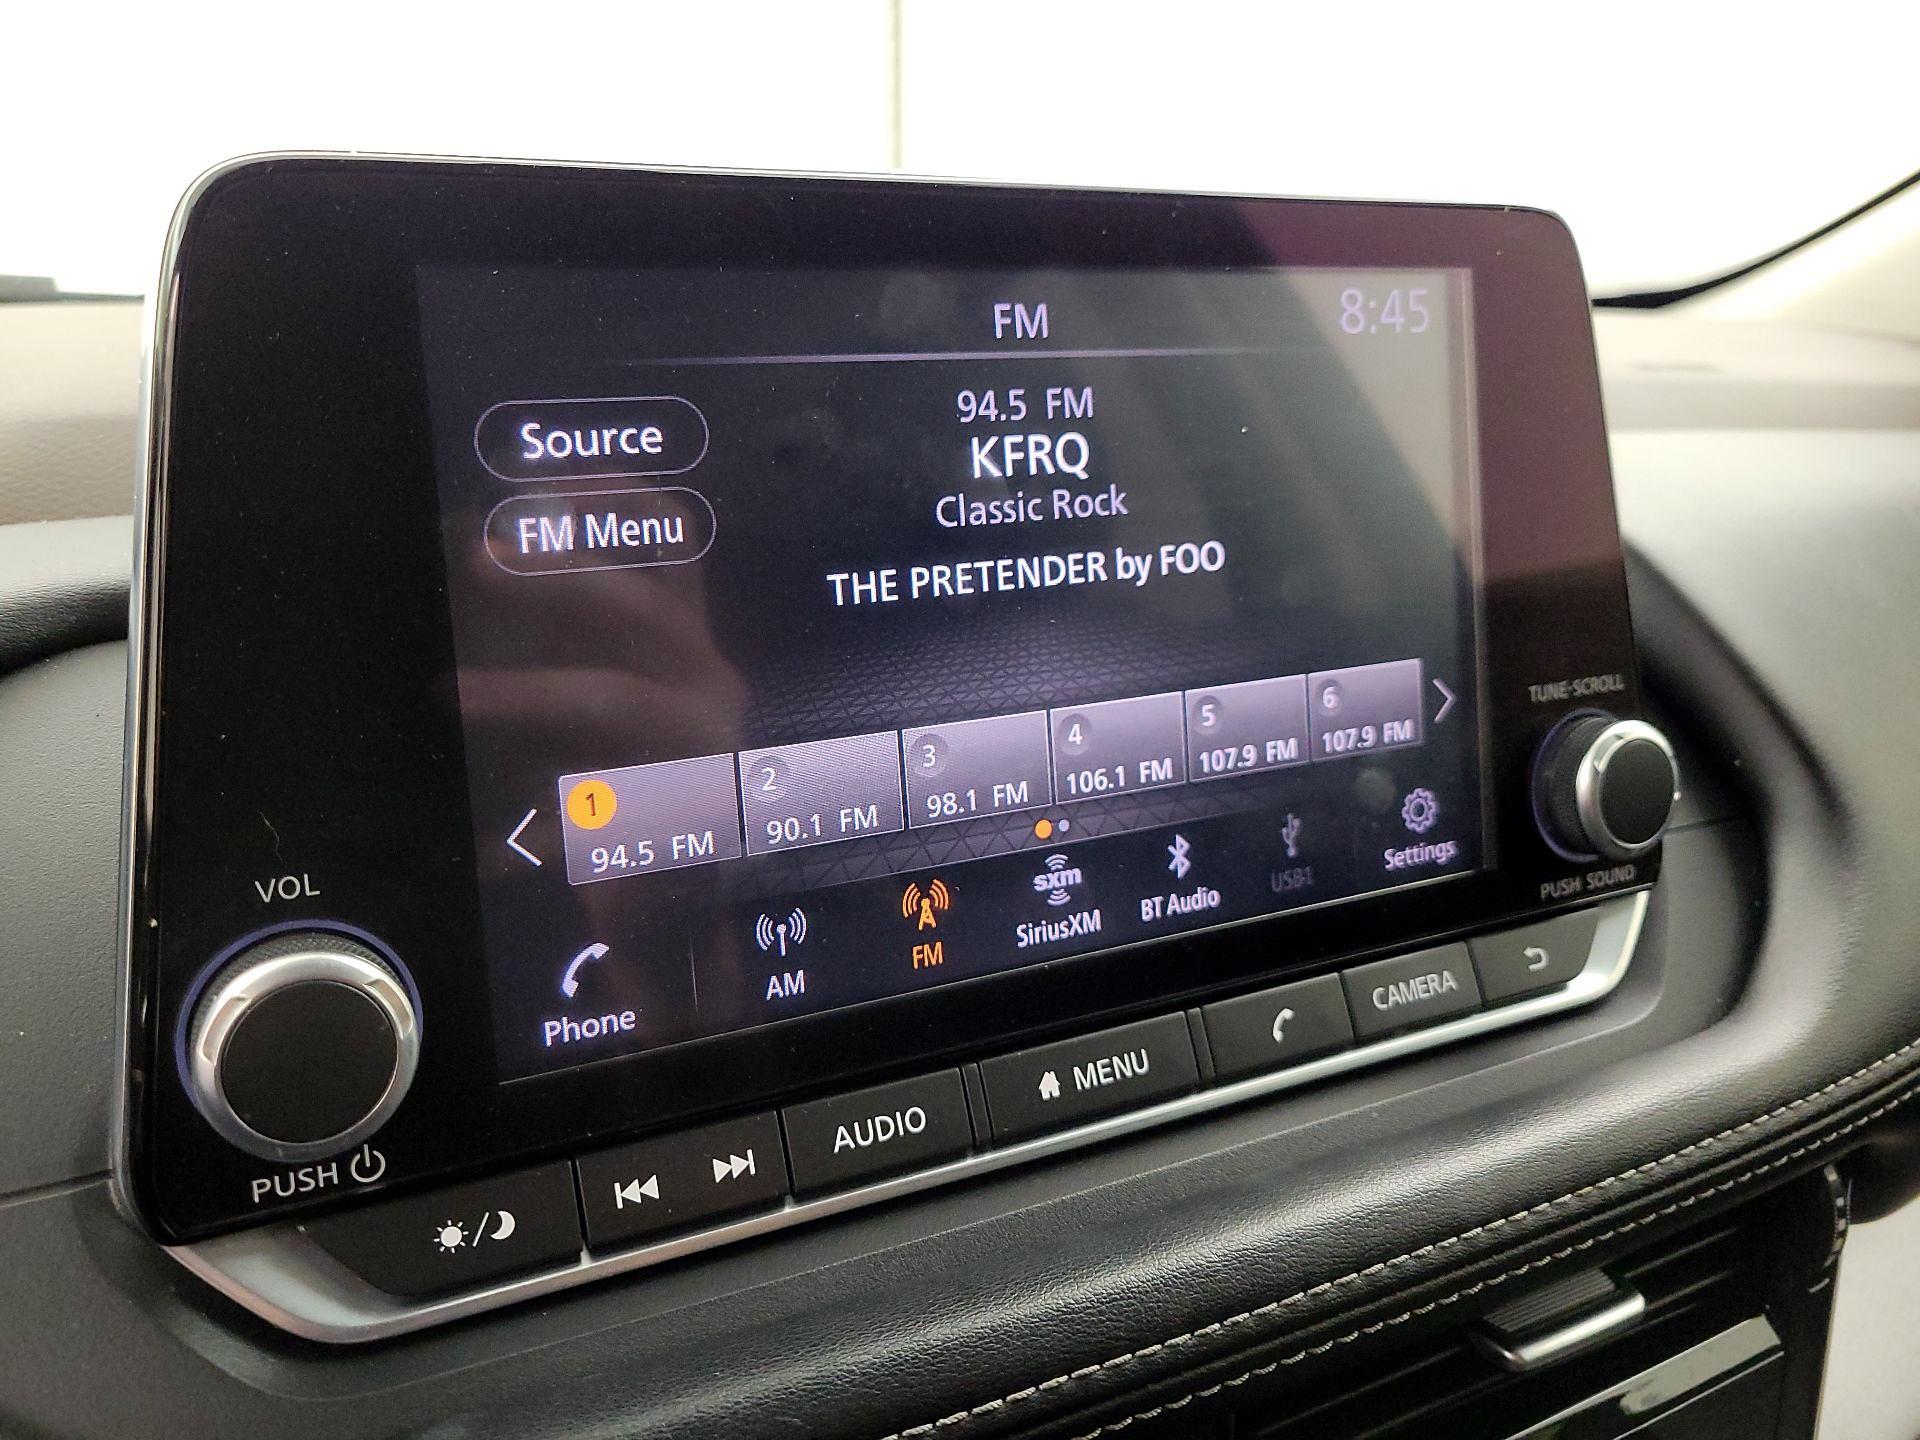 FM
8:45
Source
94.5 FM
KFRQ
Classic Rock
FM Menu
THE PRETENDER by FOO
1
94.5 FM
2
90.1 FM
3
98.1 FM
4
106.1 FM
5
107.9 FM
6
107.9 FM
Phone
AM
FM
sxm
SiriusXM
BT Audio
USB1
Settings
VOL
PUSH
TUNE·SCROLL
PUSH SOUND
AUDIO
MENU
CAMERA